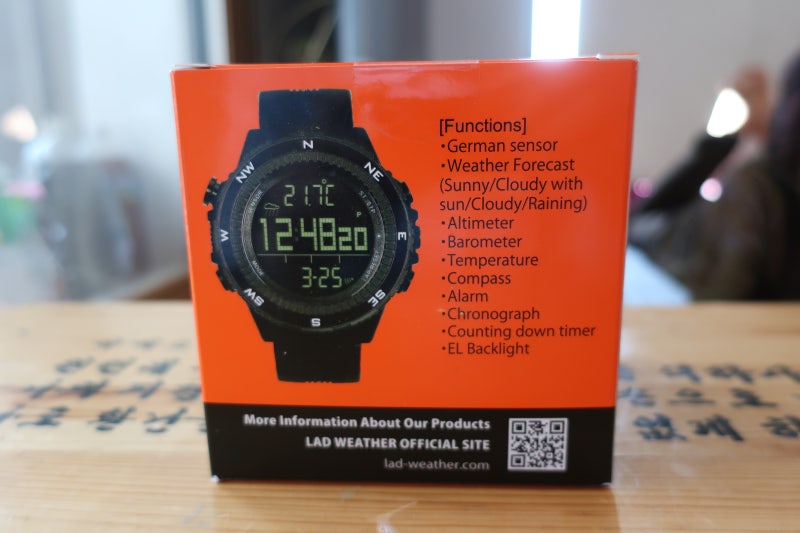 [Functions]
・German sensor
・Weather Forecast
(Sunny/Cloudy with
sun/Cloudy/Raining)
・Altimeter
・Barometer
・Temperature
・Compass
・Alarm
・Chronograph
・Counting down timer
・EL Backlight
N
NE
E
SE
S
SW
W
NW
21.7℃
12:48 20
3-25
More Information About Our Products
LAD WEATHER OFFICIAL SITE
lad-weather.com
없게